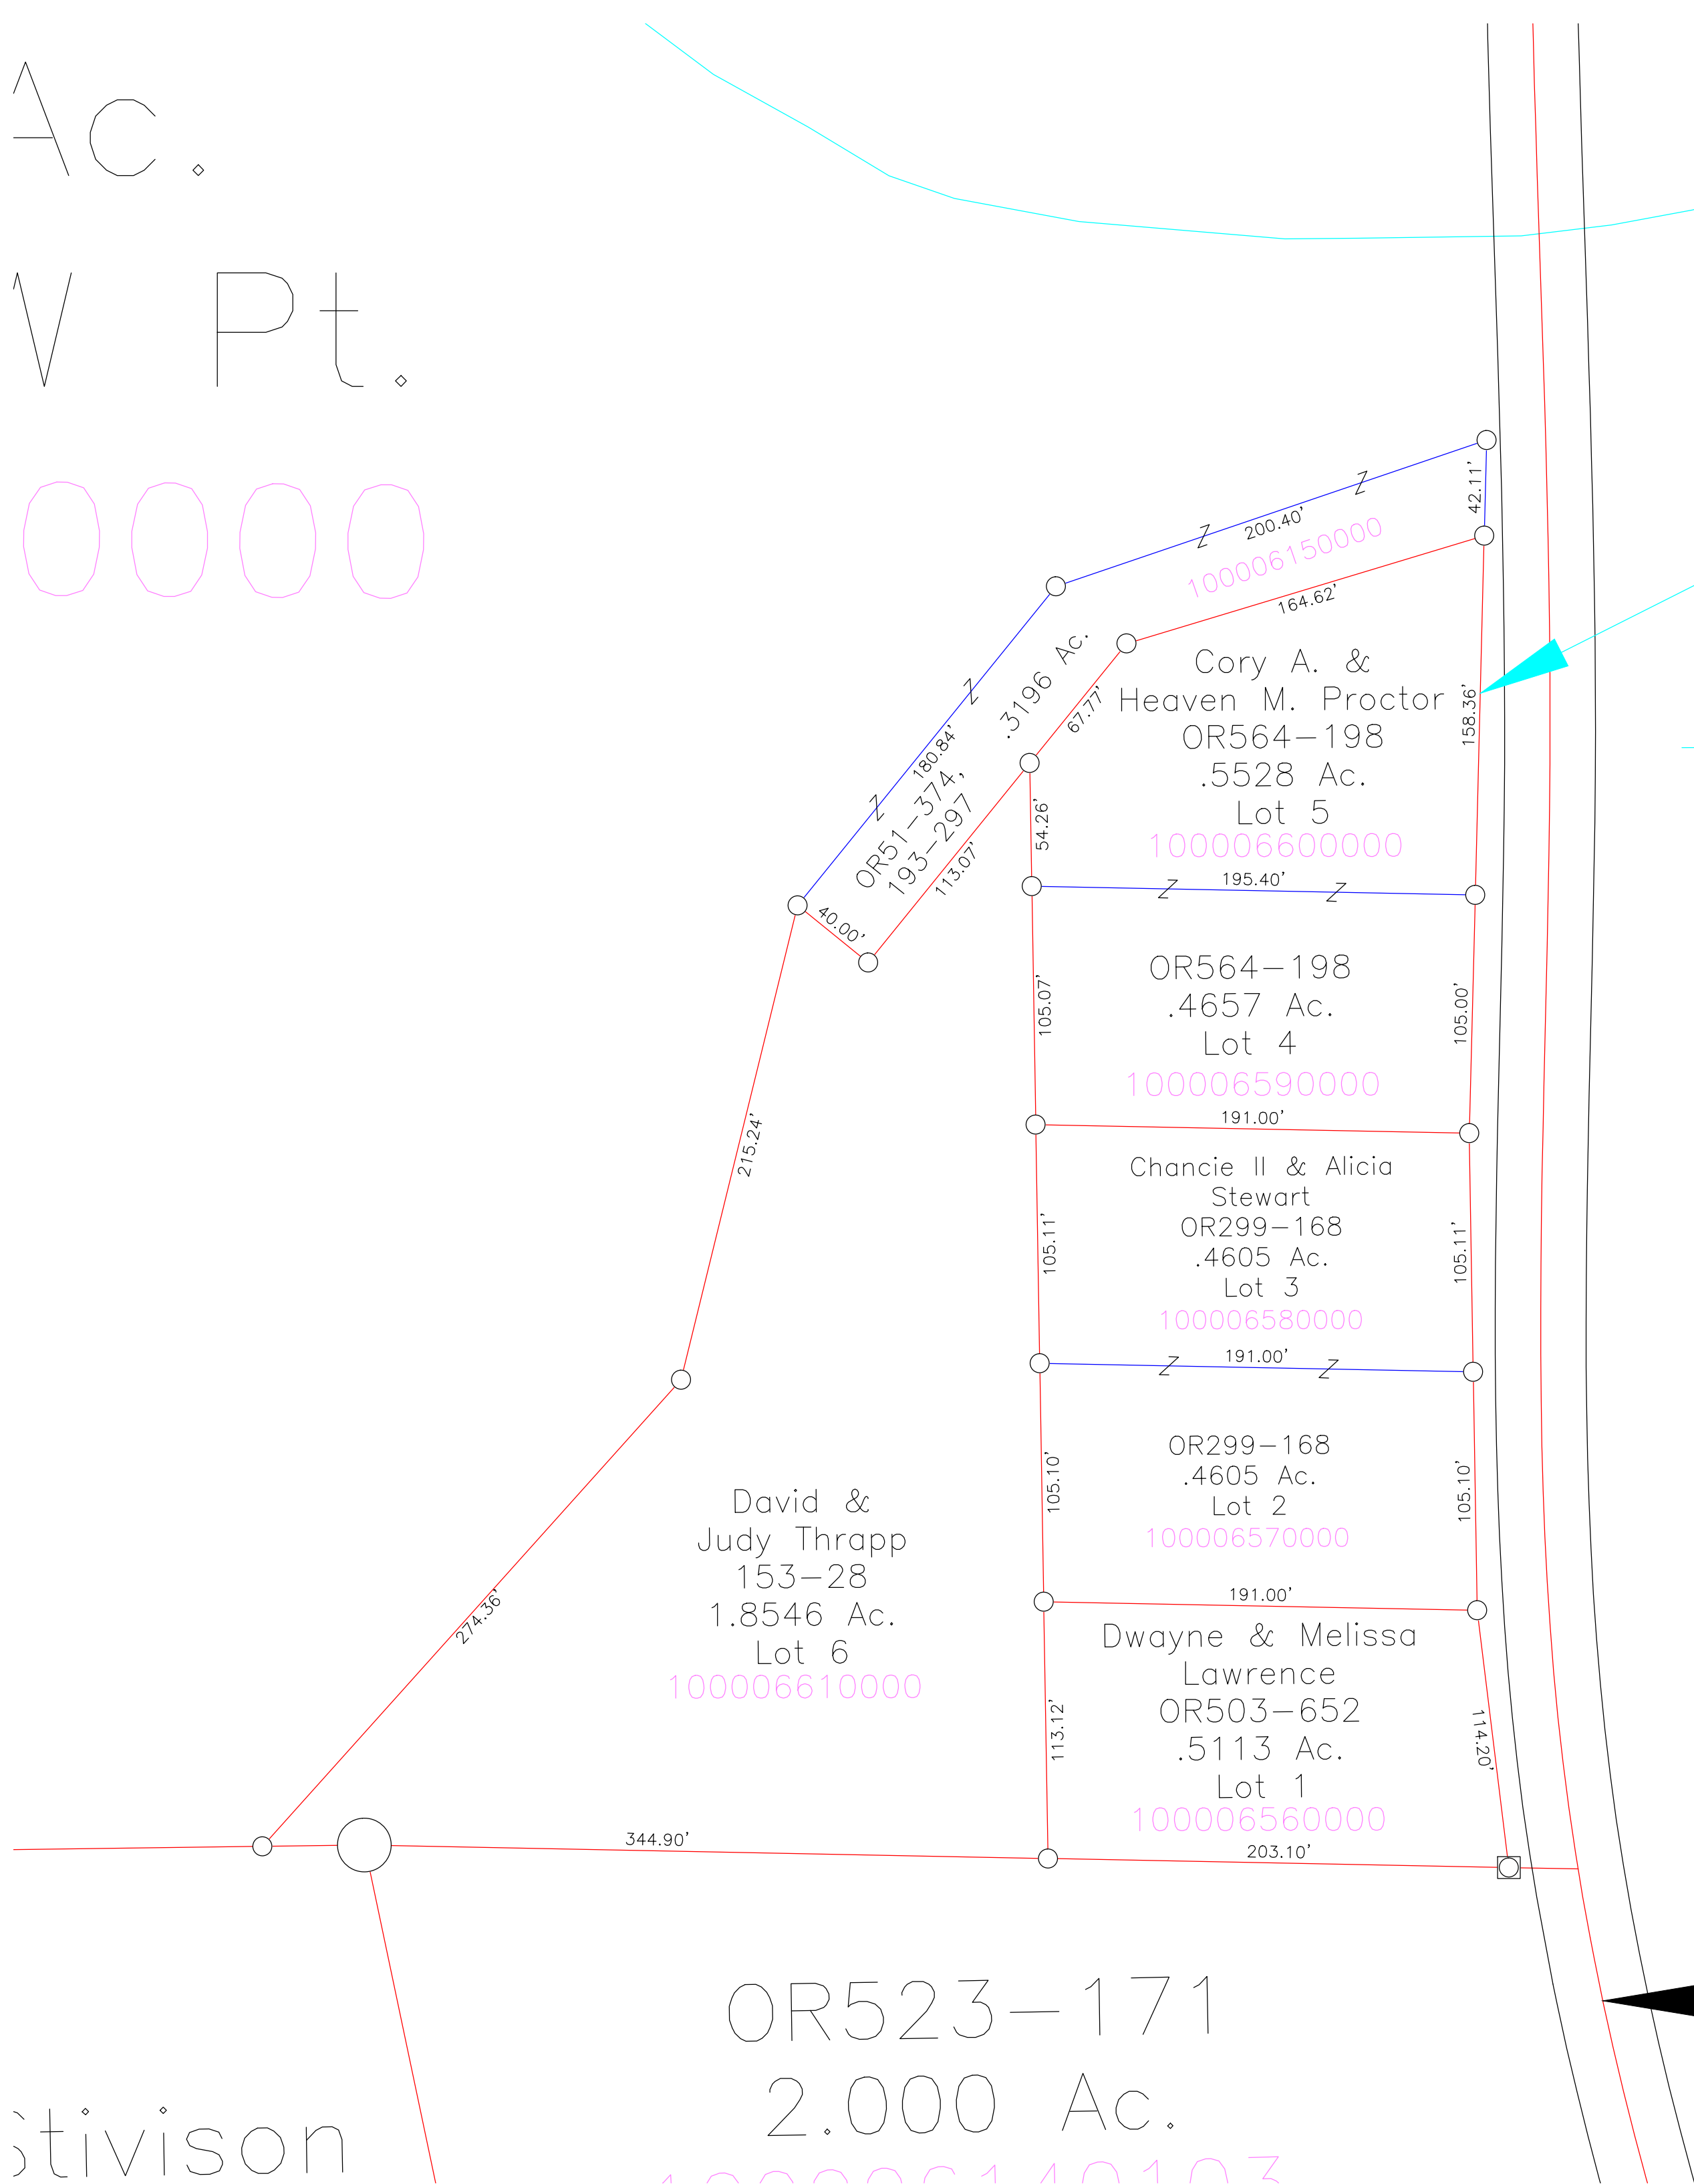 Ac.
Pt.
0000
42.11'
200.40'
100006150000
164.62'
.3196 Ac.
67.77'
180.84'
OR51-374,
193-297
113.07'
40.00'
Cory A. &
Heaven M. Proctor
OR564-198
.5528 Ac.
Lot 5
100006600000
158.36'
54.26'
195.40'
OR564-198
.4657 Ac.
Lot 4
100006590000
105.07'
105.00'
191.00'
215.24'
Chancie II & Alicia
Stewart
OR299-168
.4605 Ac.
Lot 3
100006580000
105.11'
105.11'
191.00'
OR299-168
.4605 Ac.
Lot 2
100006570000
105.10'
105.10'
191.00'
David &
Judy Thrapp
153-28
1.8546 Ac.
Lot 6
100006610000
274.36'
Dwayne & Melissa
Lawrence
OR503-652
.5113 Ac.
Lot 1
100006560000
113.12'
114.20'
344.90'
203.10'
OR523-171
2.000 Ac.
100006140103
Stivison